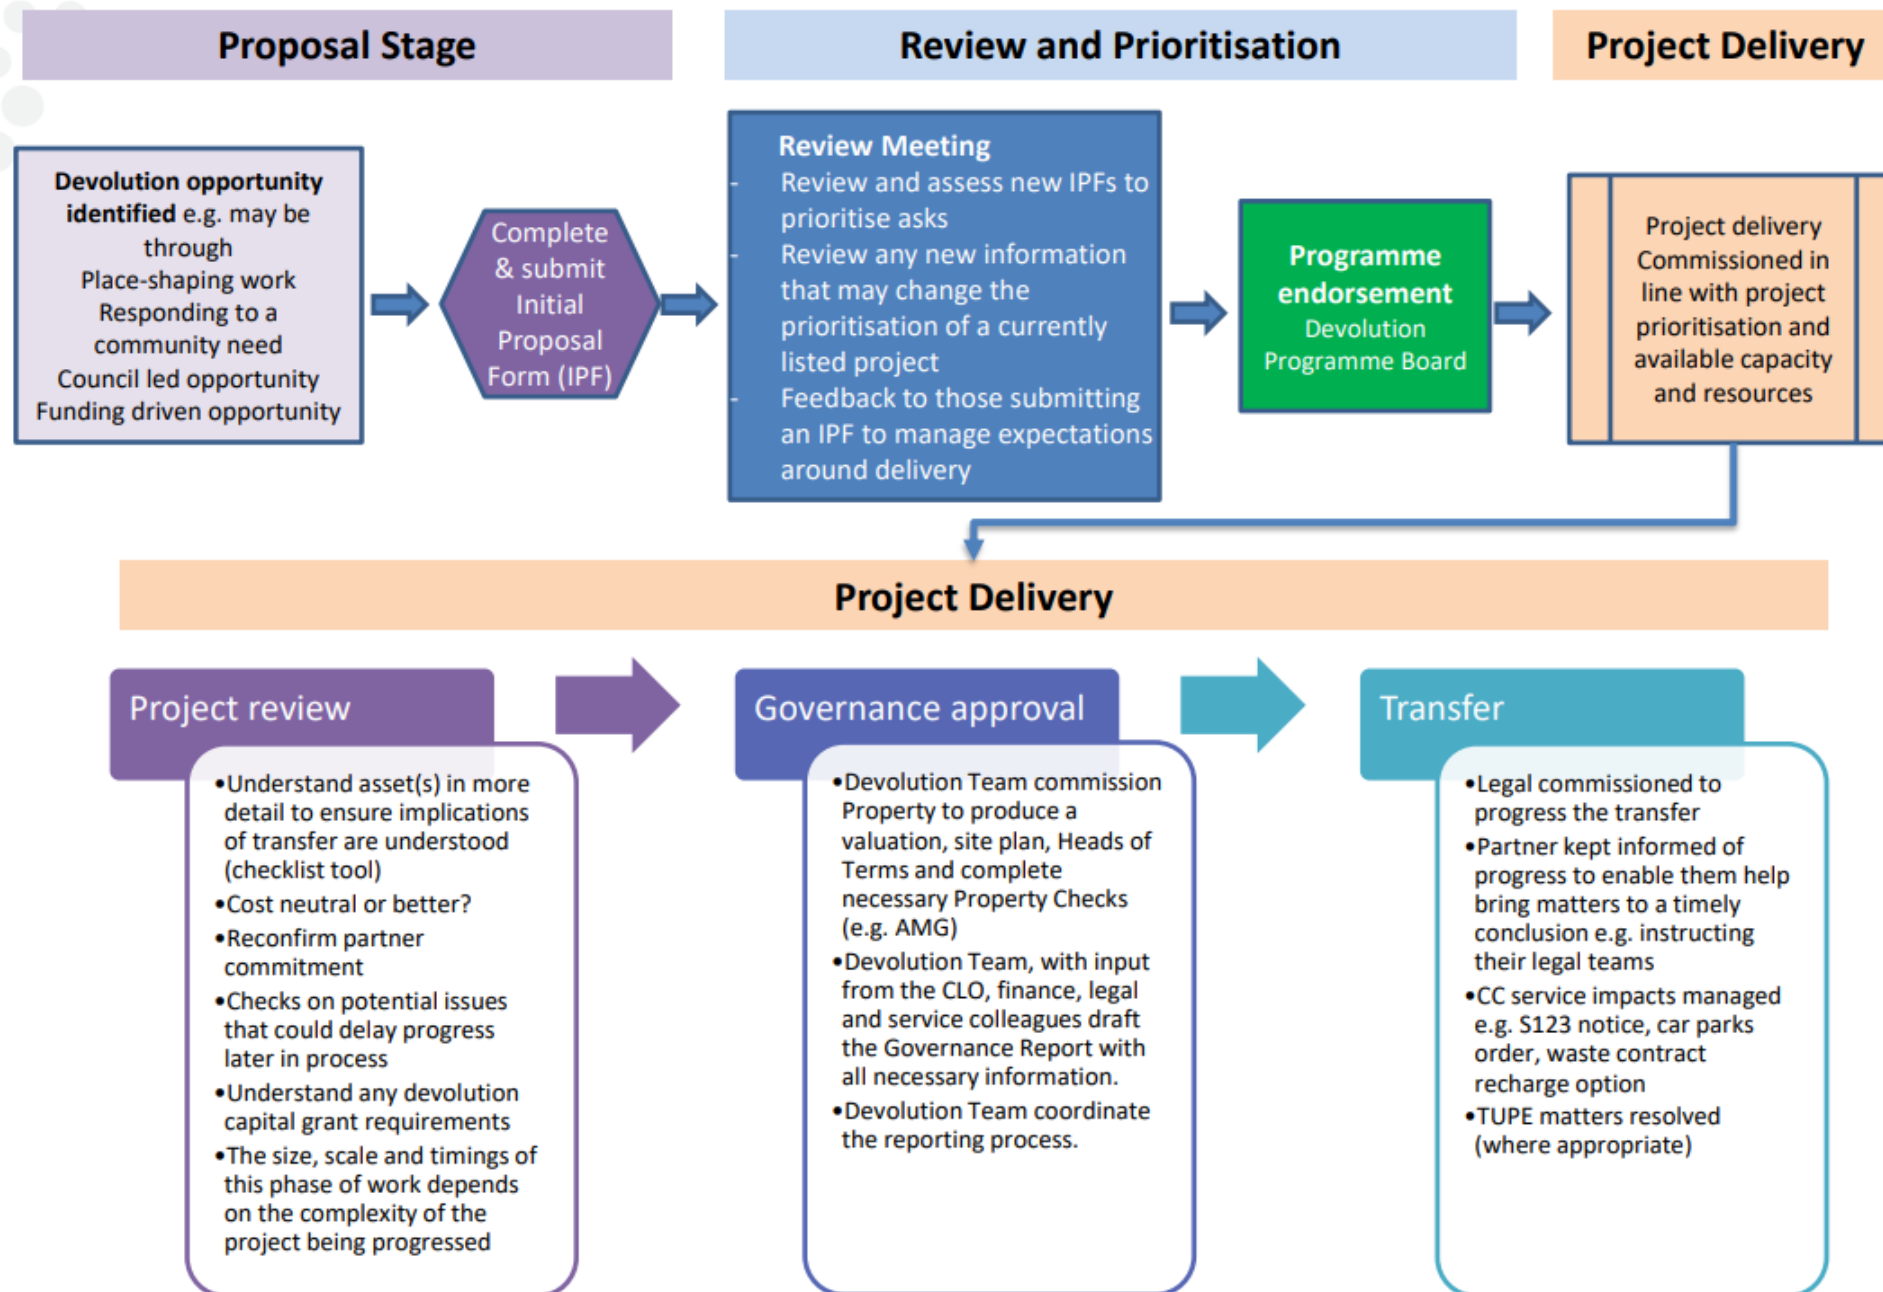 Proposal Stage
Review and Prioritisation
Project Delivery
Devolution opportunity
identified e.g. may be
through
Place-shaping work
Responding to a
community need
Council led opportunity
Funding driven opportunity
Complete
& submit
Initial
Proposal
Form (IPF)
Review Meeting
- Review and assess new IPFs to
prioritise asks
- Review any new information
that may change the
prioritisation of a currently
listed project
- Feedback to those submitting
an IPF to manage expectations
around delivery
Programme
endorsement
Devolution
Programme Board
Project delivery
Commissioned in
line with project
prioritisation and
available capacity
and resources
Project Delivery
Project review
•Understand asset(s) in more
detail to ensure implications
of transfer are understood
(checklist tool)
•Cost neutral or better?
•Reconfirm partner
commitment
•Checks on potential issues
that could delay progress
later in process
•Understand any devolution
capital grant requirements
•The size, scale and timings of
this phase of work depends
on the complexity of the
project being progressed
Governance approval
•Devolution Team commission
Property to produce a
valuation, site plan, Heads of
Terms and complete
necessary Property Checks
(e.g. AMG)
•Devolution Team, with input
from the CLO, finance, legal
and service colleagues draft
the Governance Report with
all necessary information.
•Devolution Team coordinate
the reporting process.
Transfer
•Legal commissioned to
progress the transfer
•Partner kept informed of
progress to enable them help
bring matters to a timely
conclusion e.g. instructing
their legal teams
•CC service impacts managed
e.g. S123 notice, car parks
order, waste contract
recharge option
•TUPE matters resolved
(where appropriate)